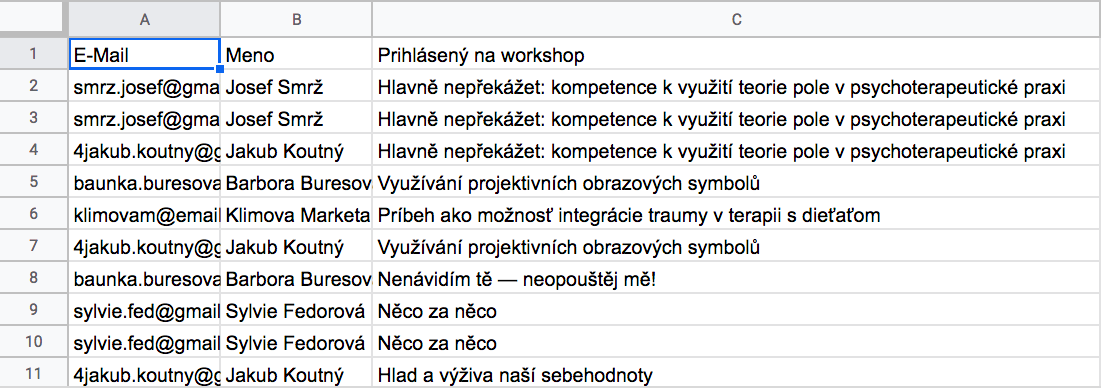 A B C
1 E-Mail Meno Prihlásený na workshop
2 smrz.josef@gma Josef Smrž Hlavně nepřekážet: kompetence k využití teorie pole v psychoterapeutické praxi
3 smrz.josef@gma Josef Smrž Hlavně nepřekážet: kompetence k využití teorie pole v psychoterapeutické praxi
4 4jakub.koutny@g Jakub Koutný Hlavně nepřekážet: kompetence k využití teorie pole v psychoterapeutické praxi
5 baunka.buresova Barbora Buresov Využívání projektivních obrazových symbolů
6 klimovam@email Klimova Marketa Príbeh ako možnosť integrácie traumy v terapii s dieťaťom
7 4jakub.koutny@g Jakub Koutný Využívání projektivních obrazových symbolů
8 baunka.buresova Barbora Buresov Nenávidím tě — neopouštěj mě!
9 sylvie.fed@gmail Sylvie Fedorová Něco za něco
10 sylvie.fed@gmail Sylvie Fedorová Něco za něco
11 4jakub.koutny@g Jakub Koutný Hlad a výživa naší sebehodnoty